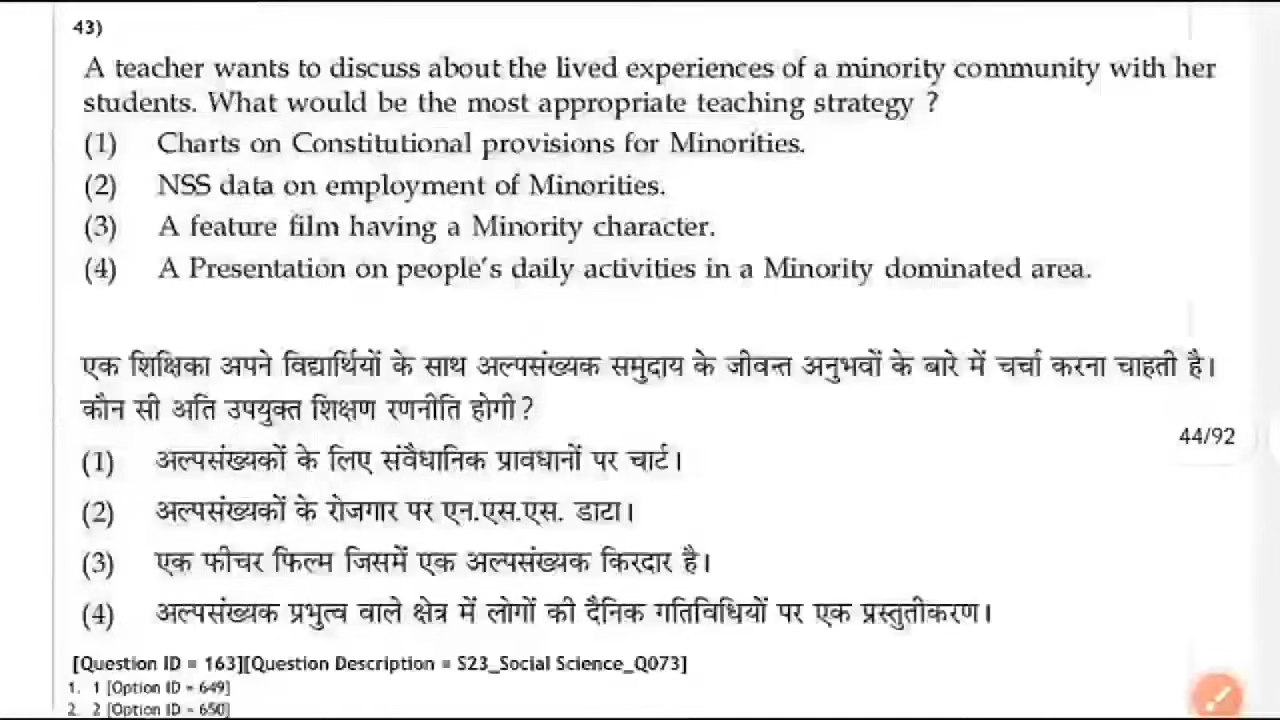 43)
A teacher wants to discuss about the lived experiences of a minority community with her
students. What would be the most appropriate teaching strategy ?
(1) Charts on Constitutional provisions for Minorities.
(2) NSS data on employment of Minorities.
(3) A feature film having a Minority character.
(4) A Presentation on people's daily activities in a Minority dominated area.
एक शिक्षिका अपने विद्यार्थियों के साथ अल्पसंख्यक समुदाय के जीवन्त अनुभवों के बारे में चर्चा करना चाहती है।
कौन सी अति उपयुक्त शिक्षण रणनीति होगी ?
44/92
(1) अल्पसंख्यकों के लिए संवैधानिक प्रावधानों पर चार्ट।
(2) अल्पसंख्यकों के रोजगार पर एन.एस.एस. डाटा।
(3) एक फीचर फिल्म जिसमें एक अल्पसंख्यक किरदार है।
(4) अल्पसंख्यक प्रभुत्व वाले क्षेत्र में लोगों की दैनिक गतिविधियों पर एक प्रस्तुतीकरण।
[Question ID = 163][Question Description = S23_Social Science_Q073]
1. 1 [Option ID = 649]
2. 2 [Option ID = 650]